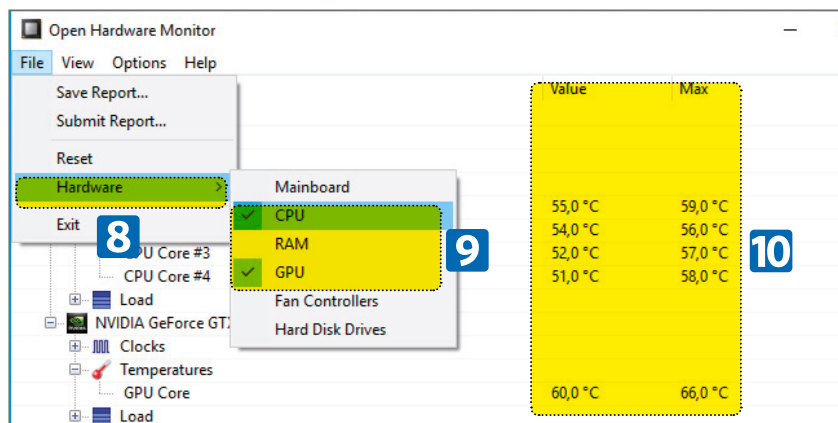 Open Hardware Monitor
File View Options Help
Save Report...
Submit Report...
Reset
Hardware
Exit
8
Mainboard
CPU
RAM
GPU
Fan Controllers
Hard Disk Drives
9
Value Max
55,0 °C 59,0 °C
54,0 °C 56,0 °C
CPU Core #3 52,0 °C 57,0 °C
CPU Core #4 51,0 °C 58,0 °C
10
Load
NVIDIA GeForce
Clocks
Temperatures
GPU Core 60,0 °C 66,0 °C
Load